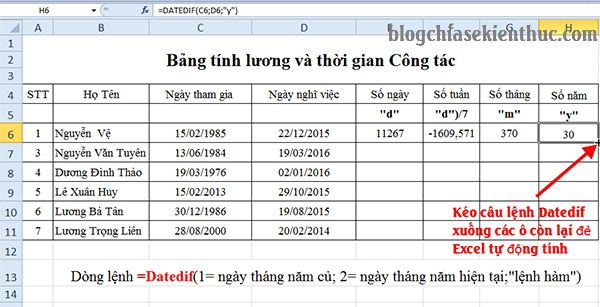 H6 fx =DATEDIF(C6;D6;"y")
blogchiasekienthuc.com
A B C D E F G H
1
2 Bảng tính lương và thời gian Công tác
3
4 STT Họ Tên Ngày tham gia Ngày nghỉ việc Số ngày Số tuần Số tháng Số năm
5 "d" "d")/7 "m" "y"
6 1 Nguyễn Vệ 15/02/1985 22/12/2015 11267 -1609,571 370 30
7 3 Nguyễn Văn Tuyên 13/06/1984 19/03/2016
8 4 Dương Đình Thảo 19/03/1976 02/01/2016
9 5 Lê Xuân Huy 15/02/2013 29/10/2015
10 6 Lương Bá Tân 30/12/1986 19/08/2015
11 7 Lương Trọng Liên 28/08/2000 20/02/2014
Kéo câu lệnh Datedif
xuống các ô còn lại đẻ
Excel tự động tính
12
13 Dòng lệnh =Datedif(1= ngày tháng năm củ; 2= ngày tháng năm hiện tại;"lệnh hàm")
14